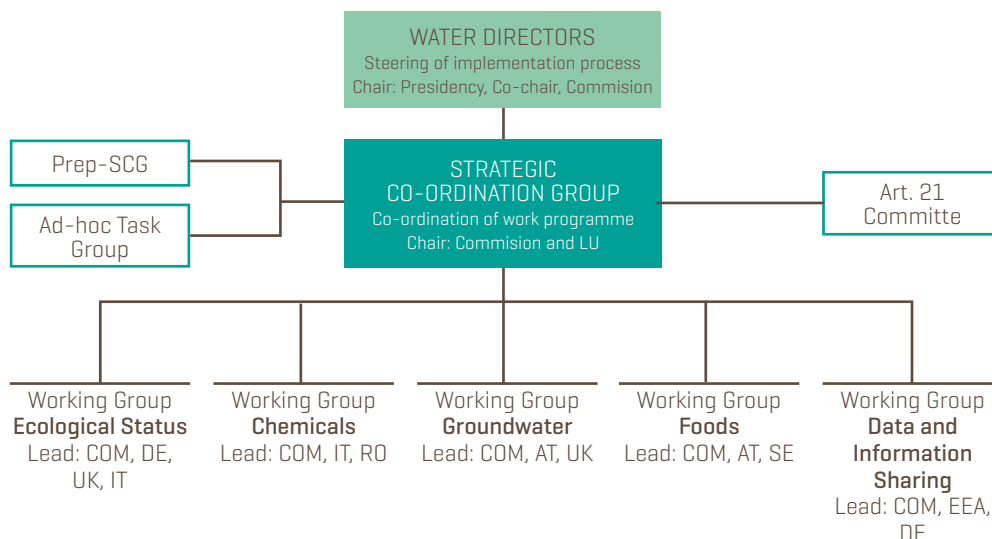 WATER DIRECTORS
Steering of implementation process
Chair: Presidency, Co-chair, Commision
Prep-SCG
Ad-hoc Task
Group
STRATEGIC
CO-ORDINATION GROUP
Co-ordination of work programme
Chair: Commision and LU
Art. 21
Committe
Working Group
Ecological Status
Lead: COM, DE,
UK, IT
Working Group
Chemicals
Lead: COM, IT, RO
Working Group
Groundwater
Lead: COM, AT, UK
Working Group
Foods
Lead: COM, AT, SE
Working Group
Data and
Information
Sharing
Lead: COM, EEA,
DE